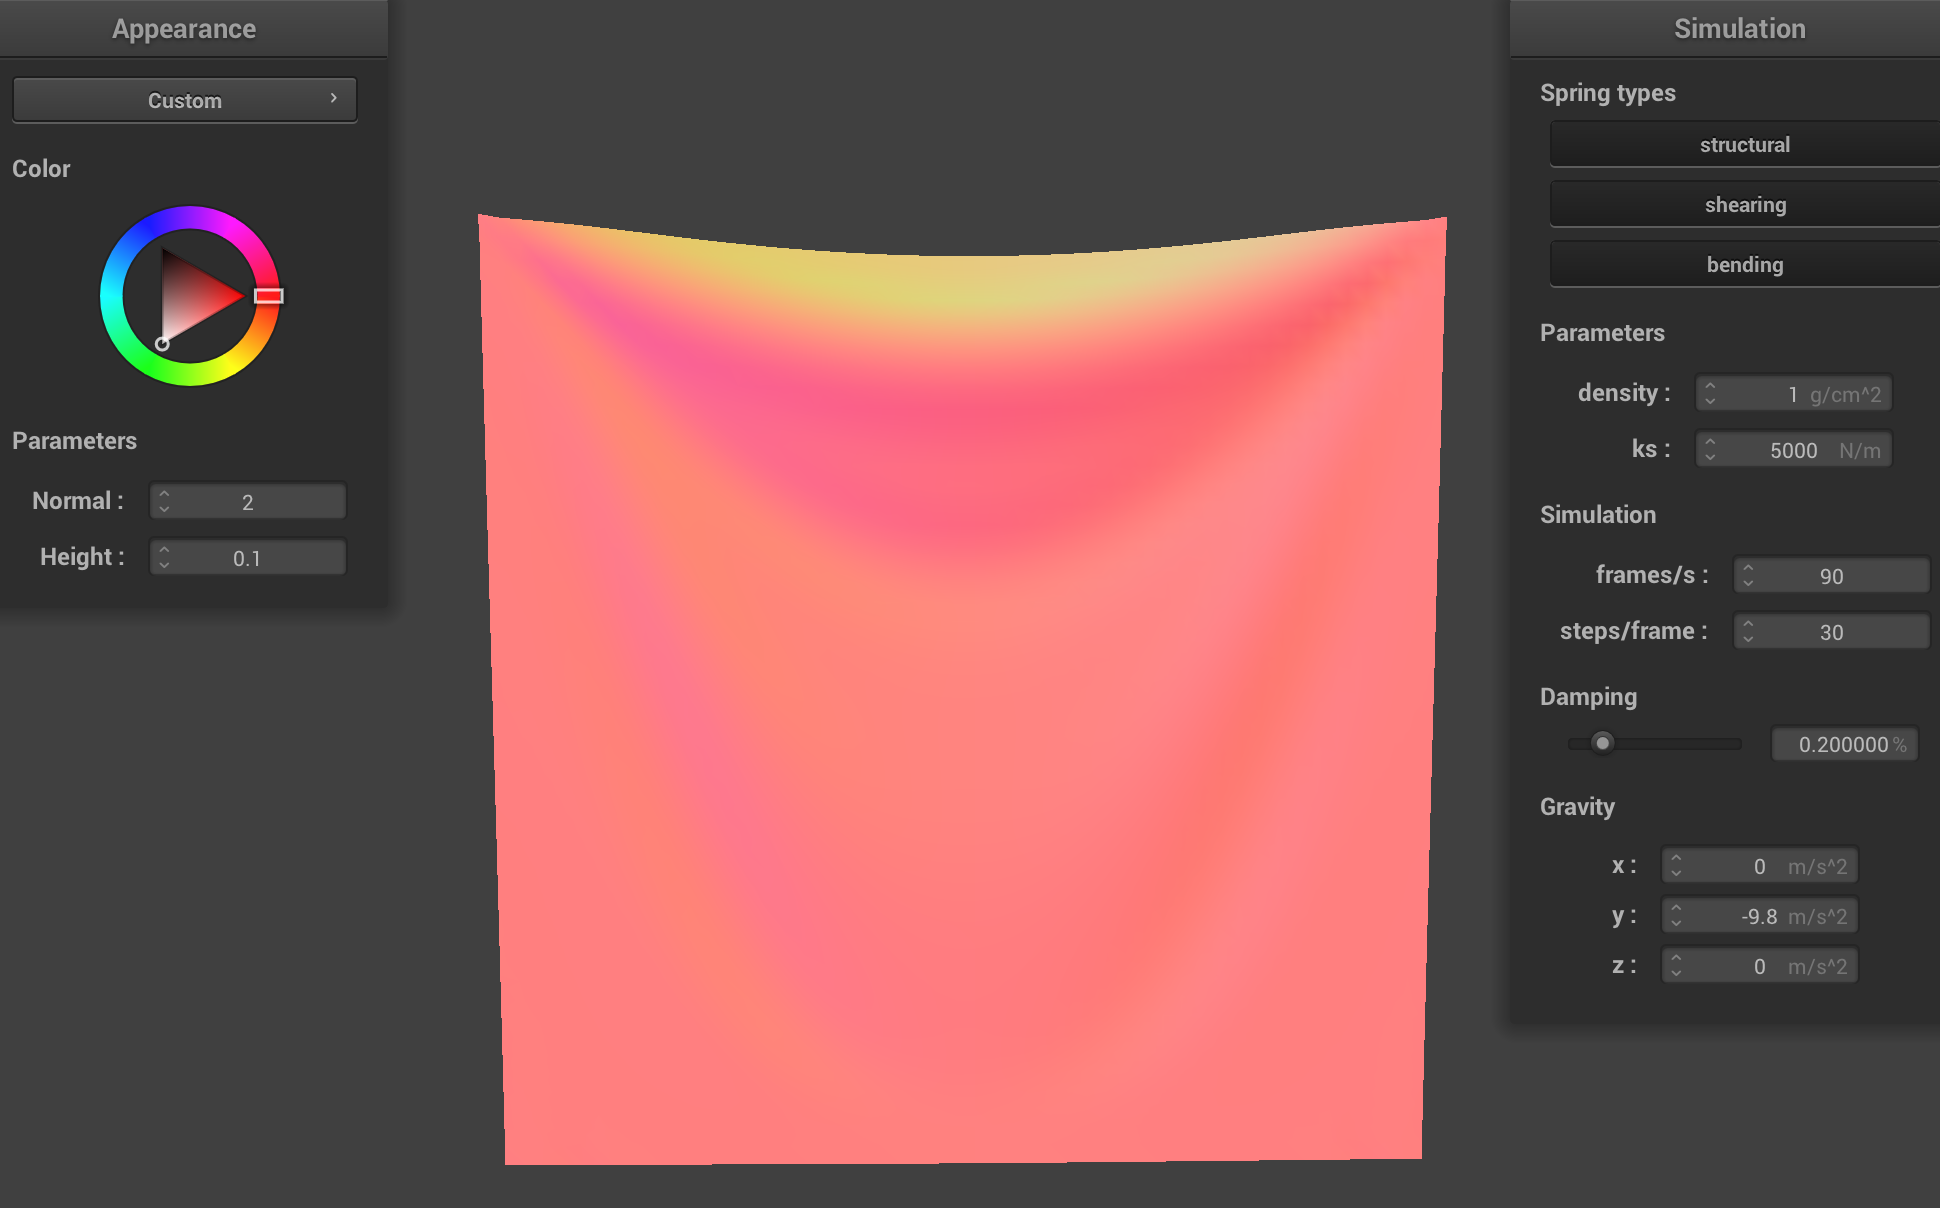 Appearance
Custom
Color
Parameters
Normal : 2
Height : 0.1
Simulation
Spring types
structural
shearing
bending
Parameters
density : 1 g/cm^2
ks : 5000 N/m
Simulation
frames/s : 90
steps/frame : 30
Damping
0.200000 %
Gravity
x : 0 m/s^2
y : -9.8 m/s^2
z : 0 m/s^2